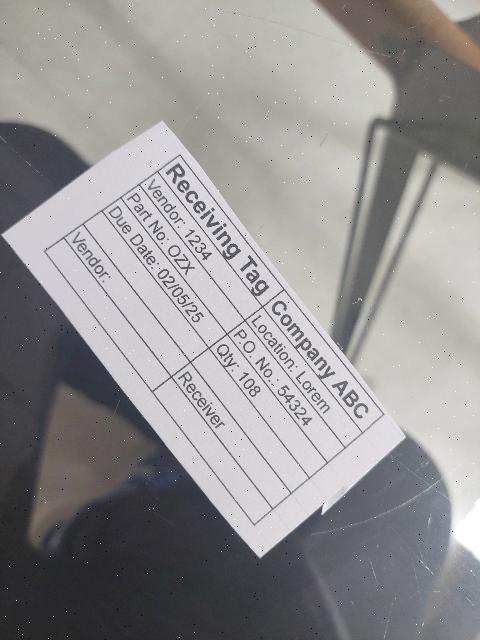 Receiving Tag Company ABC
Vendor: 1234 Location: Lorem
Part No: OZX P.O. No.: 54324
Due Date: 02/05/25 Qty: 108
Vendor: Receiver